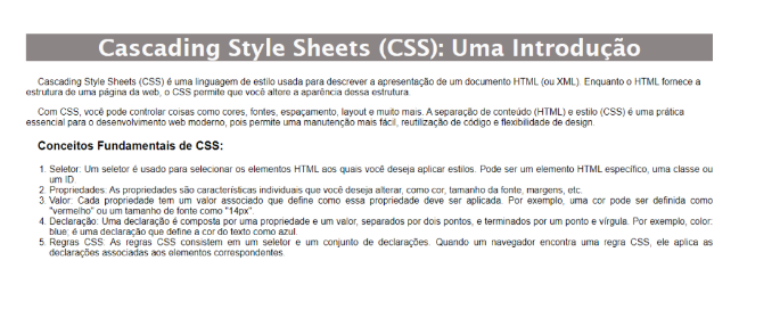 Cascading Style Sheets (CSS): Uma Introdução
Cascading Style Sheets (CSS) é uma linguagem de estilo usada para descrever a apresentação de um documento HTML (ou XML). Enquanto o HTML fornece a
estrutura de uma página da web, o CSS permite que você altere a aparência dessa estrutura.
Com CSS, você pode controlar coisas como cores, fontes, espaçamento, layout e muito mais. A separação de conteúdo (HTML) e estilo (CSS) é uma prática
essencial para o desenvolvimento web moderno, pois permite uma manutenção mais fácil, reutilização de código e flexibilidade de design.
Conceitos Fundamentais de CSS:
1. Seletor: Um seletor é usado para selecionar os elementos HTML aos quais você deseja aplicar estilos. Pode ser um elemento HTML específico, uma classe ou
um ID.
2. Propriedades: As propriedades são características individuais que você deseja alterar, como cor, tamanho da fonte, margens, etc.
3. Valor: Cada propriedade tem um valor associado que define como essa propriedade deve ser aplicada. Por exemplo, uma cor pode ser definida como
"vermelho" ou um tamanho de fonte como "14px".
4. Declaração: Uma declaração é composta por uma propriedade e um valor, separados por dois pontos, e terminados por um ponto e vírgula. Por exemplo, color:
blue; é uma declaração que define a cor do texto como azul.
5. Regras CSS: As regras CSS consistem em um seletor e um conjunto de declarações. Quando um navegador encontra uma regra CSS, ele aplica as
declarações associadas aos elementos correspondentes.